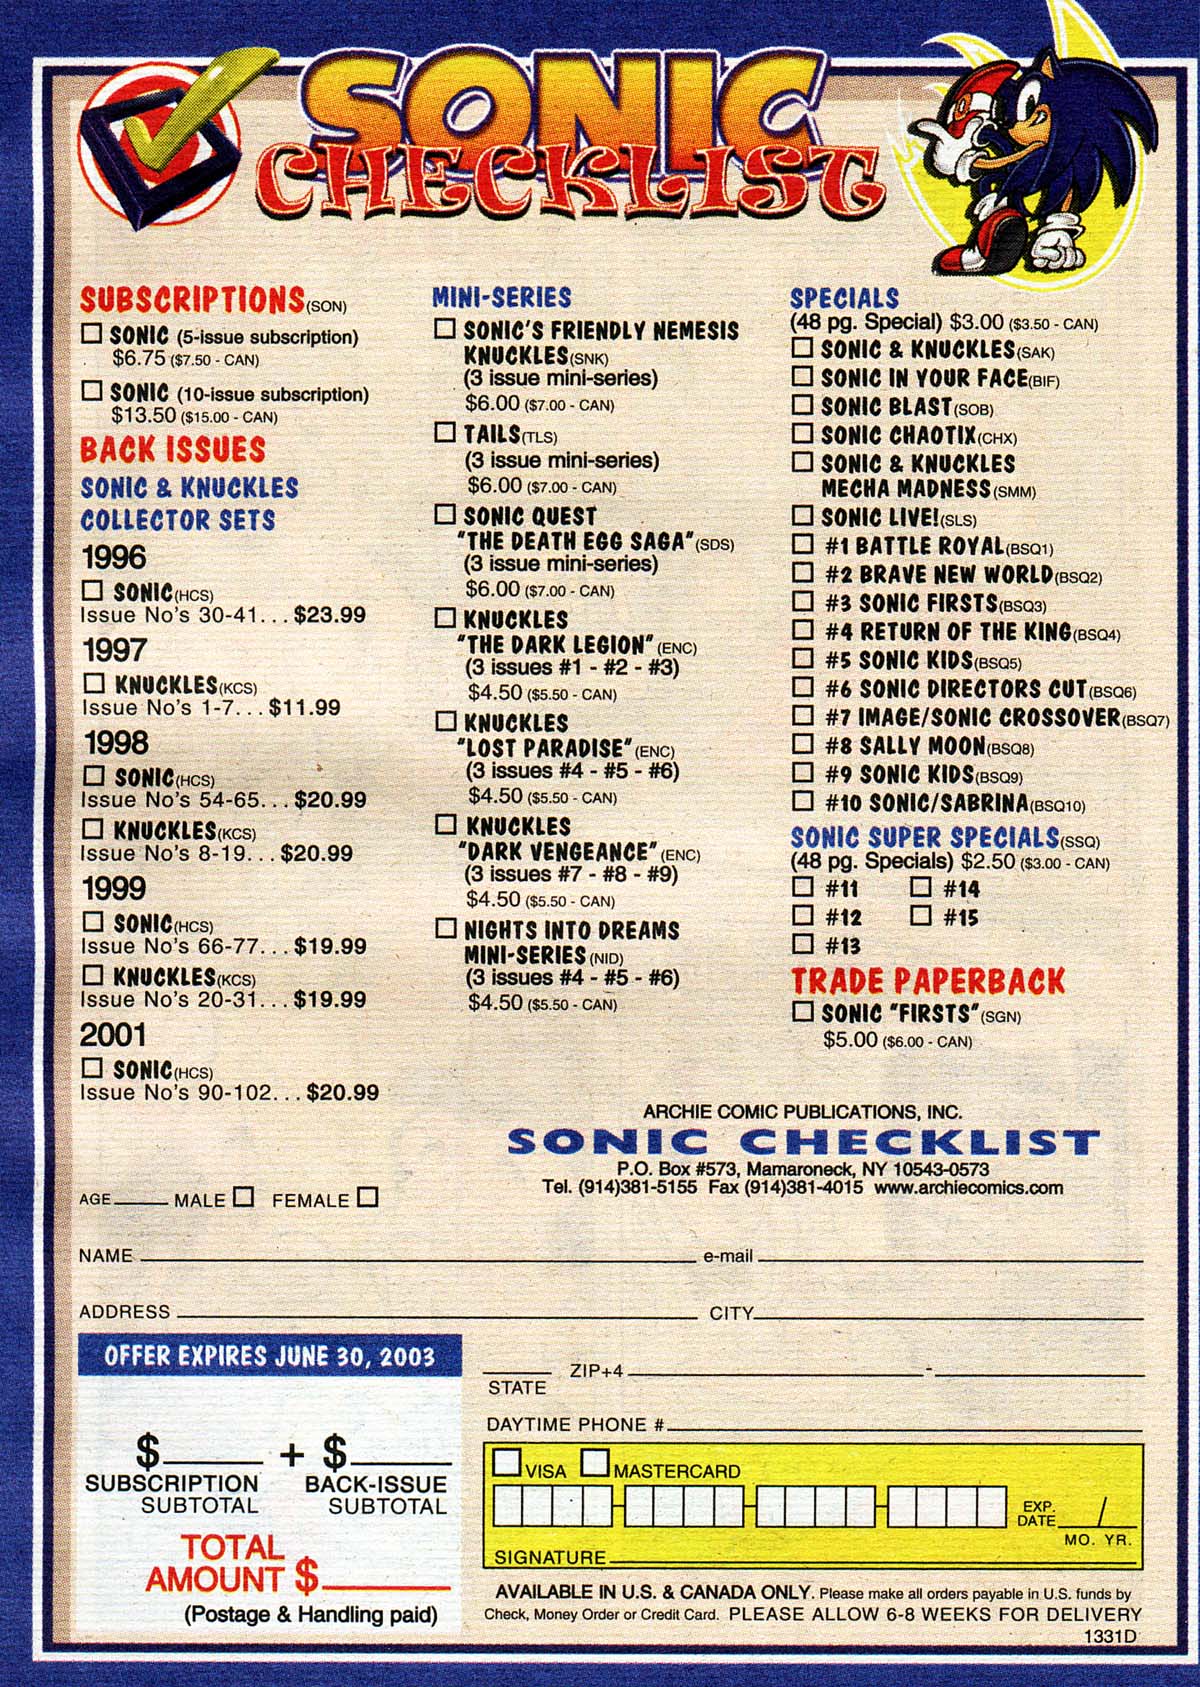 SONIC
CHECKLIST
SUBSCRIPTIONS(SON)
SONIC (5-issue subscription)
$6.75 ($7.50 - CAN)
SONIC (10-issue subscription)
$13.50 ($15.00 - CAN)
BACK ISSUES
SONIC & KNUCKLES
COLLECTOR SETS
1996
SONIC(HCS)
Issue No's 30-41...$23.99
1997
KNUCKLES(KCS)
Issue No's 1-7...$11.99
1998
SONIC(HCS)
Issue No's 54-65...$20.99
KNUCKLES(KCS)
Issue No's 8-19...$20.99
1999
SONIC(HCS)
Issue No's 66-77...$19.99
KNUCKLES(KCS)
Issue No's 20-31...$19.99
2001
SONIC(HCS)
Issue No's 90-102...$20.99
MINI-SERIES
SONIC'S FRIENDLY NEMESIS
KNUCKLES(SNK)
(3 issue mini-series)
$6.00 ($7.00 - CAN)
TAILS(TLS)
(3 issue mini-series)
$6.00 ($7.00 - CAN)
SONIC QUEST
"THE DEATH EGG SAGA"(SDS)
(3 issue mini-series)
$6.00 ($7.00 - CAN)
KNUCKLES
"THE DARK LEGION"(ENC)
(3 issues #1 - #2 - #3)
$4.50 ($5.50 - CAN)
KNUCKLES
"LOST PARADISE"(ENC)
(3 issues #4 - #5 - #6)
$4.50 ($5.50 - CAN)
KNUCKLES
"DARK VENGEANCE"(ENC)
(3 issues #7 - #8 - #9)
$4.50 ($5.50 - CAN)
NIGHTS INTO DREAMS
MINI-SERIES (NID)
(3 issues #4 - #5 - #6)
$4.50 ($5.50 - CAN)
SPECIALS
(48 pg. Special) $3.00 ($3.50 - CAN)
SONIC & KNUCKLES(SAK)
SONIC IN YOUR FACE(BIF)
SONIC BLAST(SOB)
SONIC CHAOTIX(CHX)
SONIC & KNUCKLES
MECHA MADNESS(SMM)
SONIC LIVE!(SLS)
#1 BATTLE ROYAL(BSQ1)
#2 BRAVE NEW WORLD(BSQ2)
#3 SONIC FIRSTS(BSQ3)
#4 RETURN OF THE KING(BSQ4)
#5 SONIC KIDS(BSQ5)
#6 SONIC DIRECTORS CUT(BSQ6)
#7 IMAGE/SONIC CROSSOVER(BSQ7)
#8 SALLY MOON(BSQ8)
#9 SONIC KIDS(BSQ9)
#10 SONIC/SABRINA(BSQ10)
SONIC SUPER SPECIALS(SSQ)
(48 pg. Specials) $2.50 ($3.00 - CAN)
#11 #14
#12 #15
#13
TRADE PAPERBACK
SONIC "FIRSTS"(SGN)
$5.00 ($6.00 - CAN)
ARCHIE COMIC PUBLICATIONS, INC.
SONIC CHECKLIST
P.O. Box #573, Mamaroneck, NY 10543-0573
Tel. (914)381-5155 Fax (914)381-4015 www.archiecomics.com
AGE MALE FEMALE
NAME e-mail
ADDRESS CITY
OFFER EXPIRES JUNE 30, 2003
$ + $
SUBSCRIPTION BACK-ISSUE
SUBTOTAL SUBTOTAL
TOTAL
AMOUNT $
(Postage & Handling paid)
ZIP+4 -
STATE
DAYTIME PHONE #
VISA MASTERCARD
EXP.
DATE /
MO. YR.
SIGNATURE
AVAILABLE IN U.S. & CANADA ONLY. Please make all orders payable in U.S. funds by
Check, Money Order or Credit Card. PLEASE ALLOW 6-8 WEEKS FOR DELIVERY
1331D